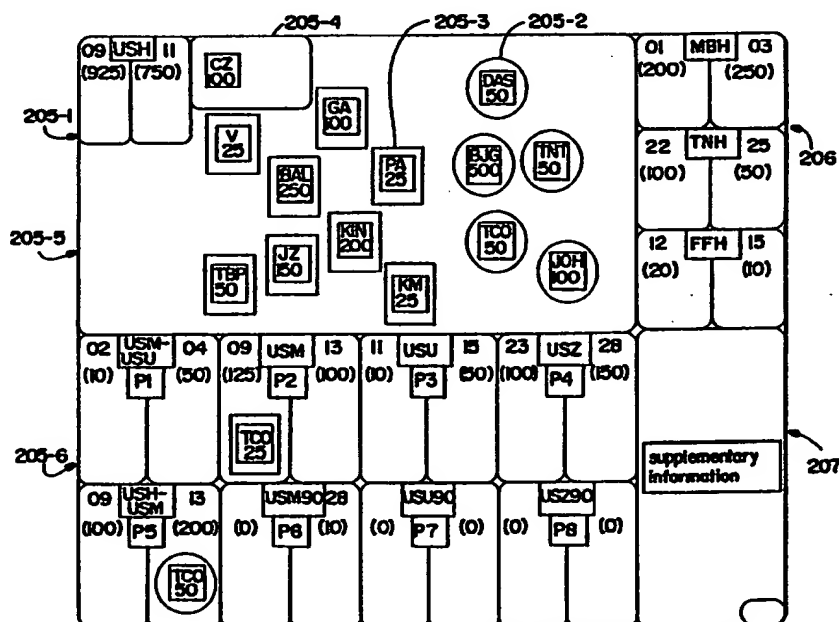 205-4
205-3
205-2
09 USH 11
(925) (750)
CZ
100
DAS
50
01 MBH 03
(200) (250)
GA
100
205-1
V
25
206
PA
25
BJG
500
TNT
50
22 TNH 25
(100) (50)
BAL
250
KIN
200
TCO
50
205-5
12 FFH 15
(20) (10)
JZ
150
TBP
50
JOH
100
KM
25
02 USM-USU 04
(10) P1 (50)
09 USM 13
(125) P2 (100)
11 USU 15
(10) P3 (50)
23 USZ 28
(100) P4 (150)
TCO
25
205-6
207
supplementary
information
09 USH-USM 13
(100) P5 (200)
USM90 28
(0) P6 (10)
USU90
(0) P7 (0)
USZ90
(0) P8 (0)
TCO
50